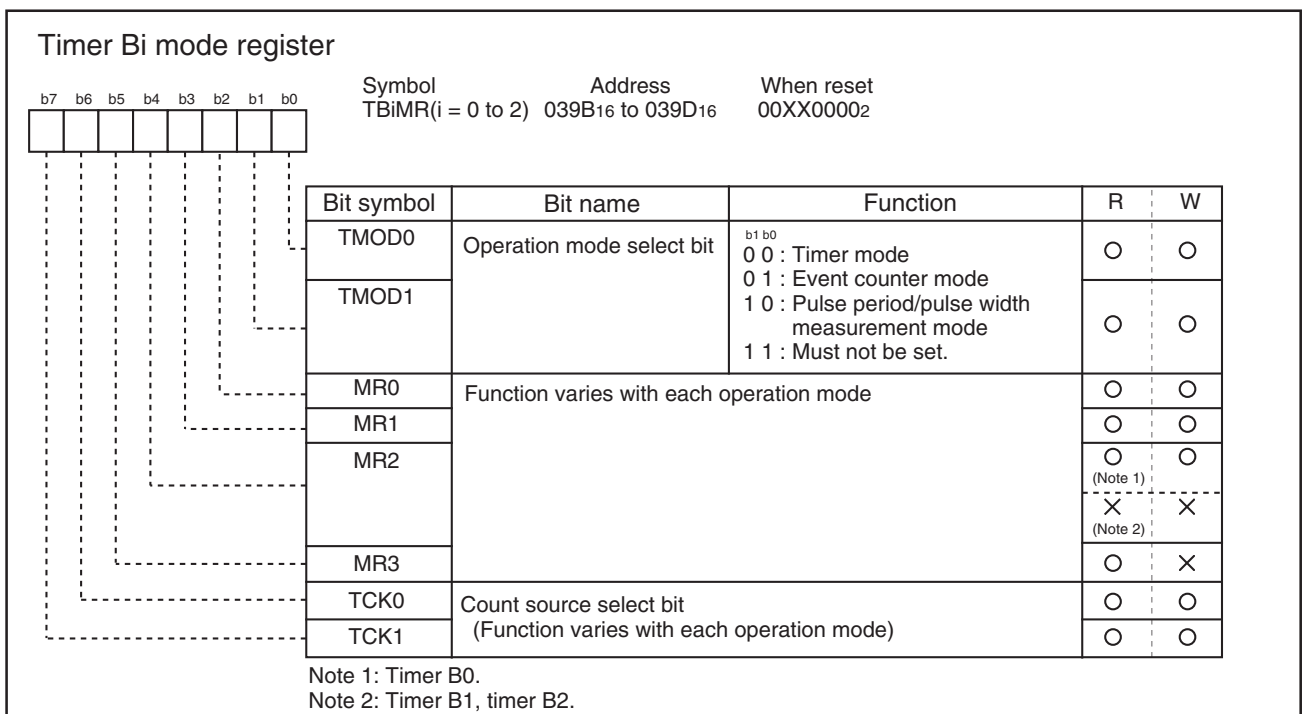 Timer Bi mode register
Symbol Address When reset
TBiMR(i = 0 to 2) 039B16 to 039D16 00XX00002
b7 b6 b5 b4 b3 b2 b1 b0
Bit symbol Bit name Function R W
TMOD0 Operation mode select bit b1 b0
0 0 : Timer mode
0 1 : Event counter mode
TMOD1 1 0 : Pulse period/pulse width
measurement mode
1 1 : Must not be set.
MR0 Function varies with each operation mode
MR1
MR2
(Note 1)
(Note 2)
MR3
TCK0 Count source select bit
(Function varies with each operation mode)
TCK1
Note 1: Timer B0.
Note 2: Timer B1, timer B2.